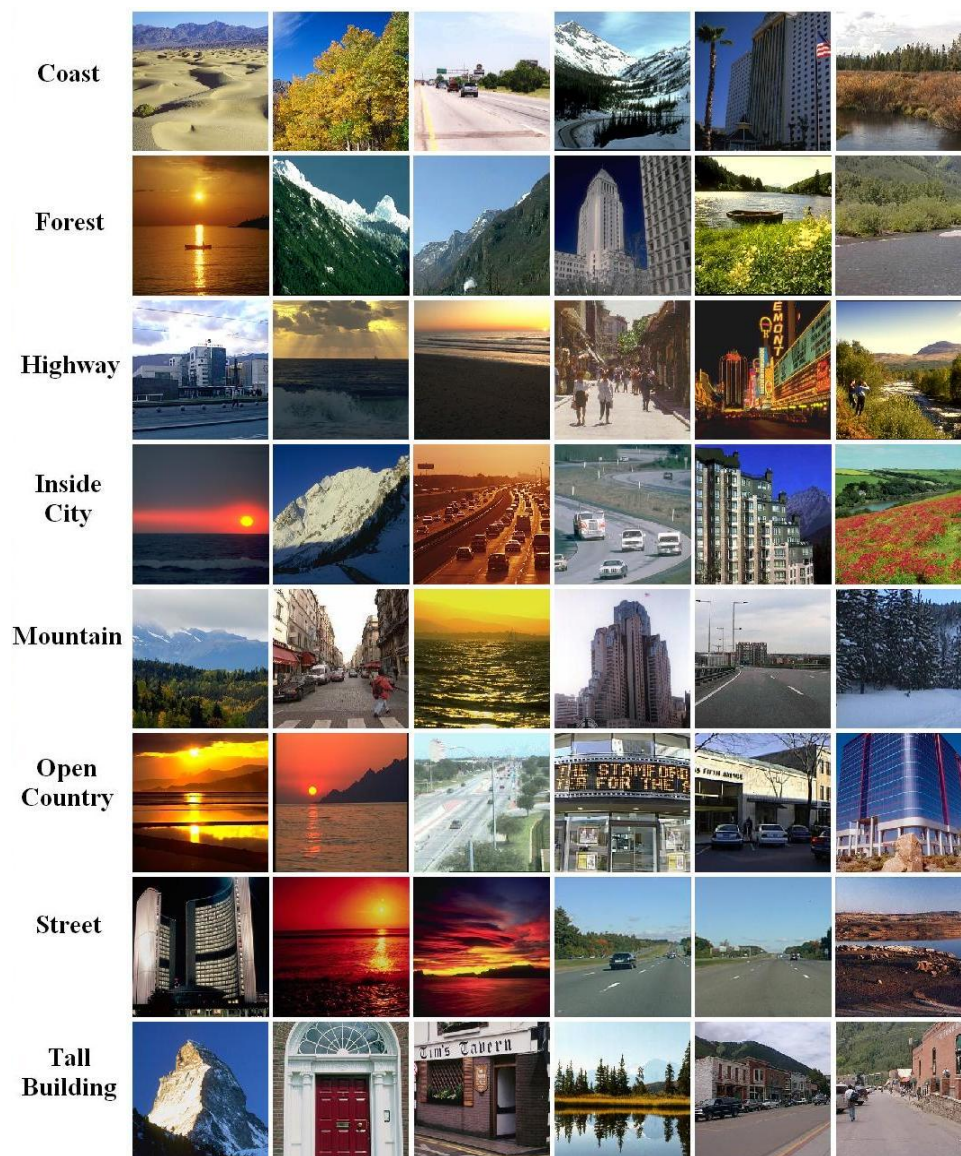 Coast
Forest
Highway
EMONT
Inside
City
Mountain
Open
Country
THE STAMFORD
FIFTH AVENUE
FOR THE
Street
Tall
Building
Tim's Tavern